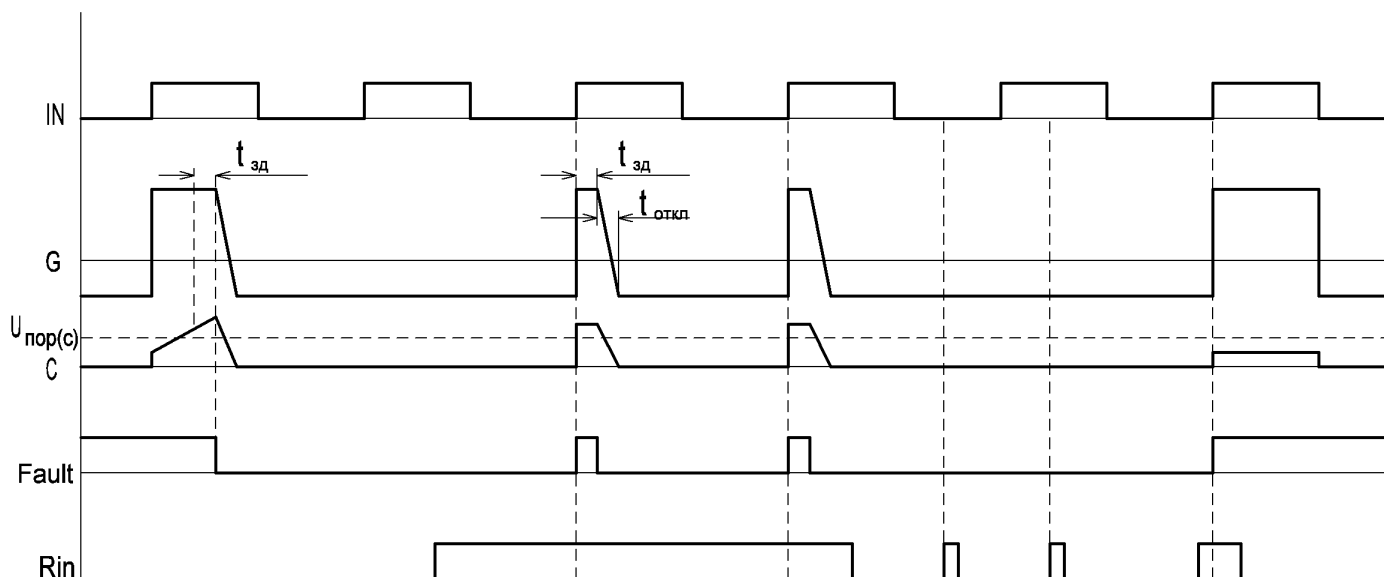 IN
t зд
t зд
t откл
G
U пор(c)
C
Fault
Rin